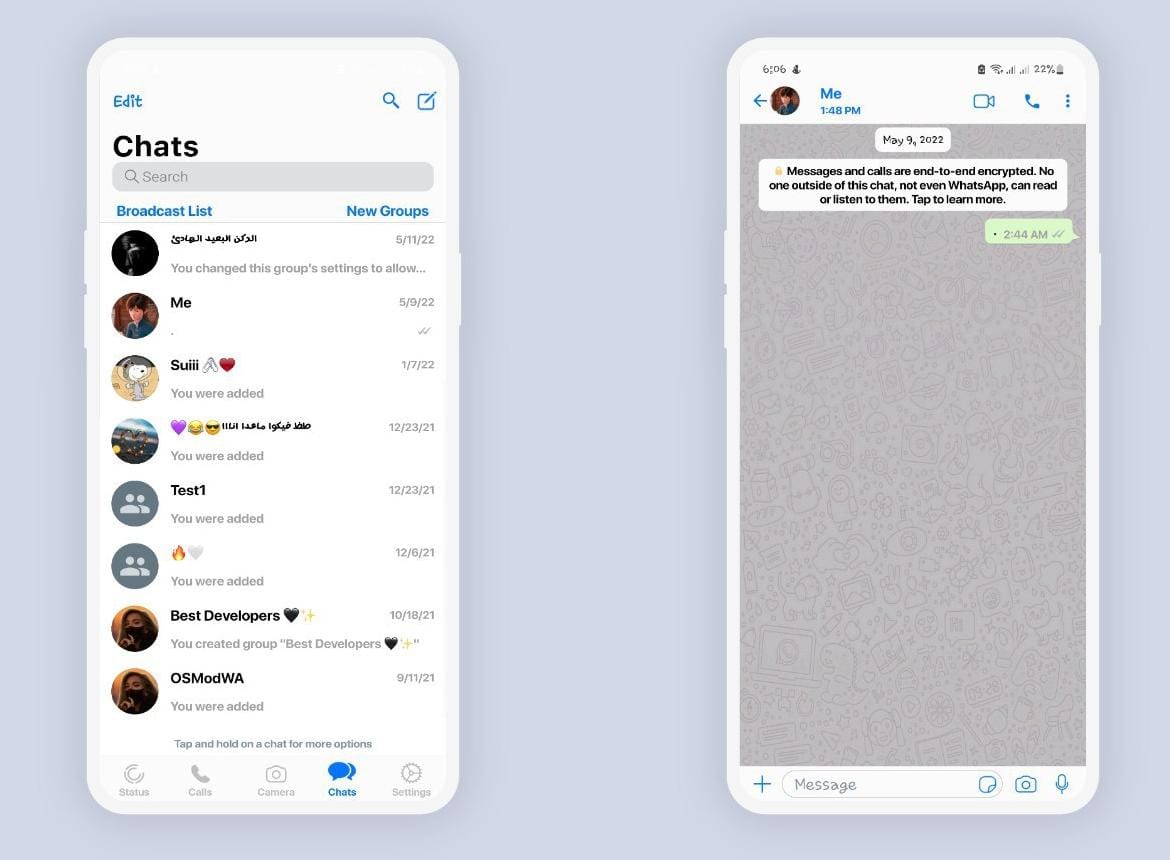 Edit
Chats
Search
Broadcast List New Groups
الركن البعيد الهادئ 5/11/22
You changed this group's settings to allow...
Me 5/9/22
.
Suiii 🧷❤️ 1/7/22
You were added
💜😂😎طظ فيكوا ماعدا انااا 12/23/21
You were added
Test1 12/23/21
You were added
🔥🤍 12/6/21
You were added
Best Developers 🖤✨ 10/18/21
You created group "Best Developers 🖤✨"
OSModWA 9/11/21
You were added
Tap and hold on a chat for more options
Status Calls Camera Chats Settings
6:06 22%
Me
1:48 PM
May 9, 2022
🔒 Messages and calls are end-to-end encrypted. No
one outside of this chat, not even WhatsApp, can read
or listen to them. Tap to learn more.
. 2:44 AM
Message